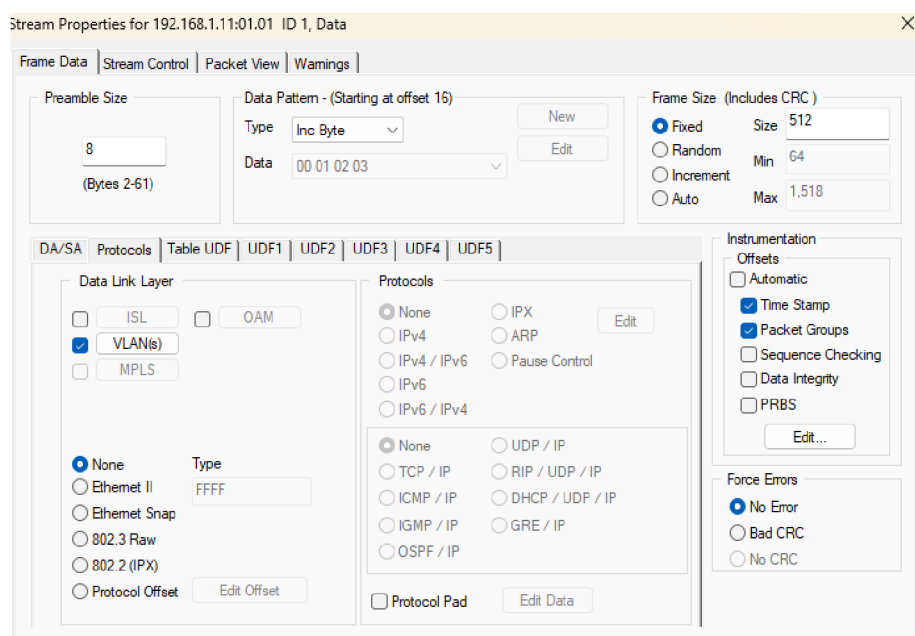 Stream Properties for 192.168.1.11:01.01 ID 1, Data
Frame Data Stream Control Packet View Warnings
Preamble Size
8
(Bytes 2-61)
Data Pattern - (Starting at offset 16)
Type Inc Byte New
Data 00 01 02 03 Edit
Frame Size (Includes CRC )
Fixed Size 512
Random Min 64
Increment
Auto Max 1,518
DA/SA Protocols Table UDF UDF1 UDF2 UDF3 UDF4 UDF5
Data Link Layer
ISL OAM
VLAN(s)
MPLS
None Type
Ethernet II FFFF
Ethernet Snap
802.3 Raw
802.2 (IPX)
Protocol Offset Edit Offset
Protocols
None IPX Edit
IPv4 ARP
IPv4 / IPv6 Pause Control
IPv6
IPv6 / IPv4
None UDP / IP
TCP / IP RIP / UDP / IP
ICMP / IP DHCP / UDP / IP
IGMP / IP GRE / IP
OSPF / IP
Protocol Pad Edit Data
Instrumentation
Offsets
Automatic
Time Stamp
Packet Groups
Sequence Checking
Data Integrity
PRBS
Edit...
Force Errors
No Error
Bad CRC
No CRC